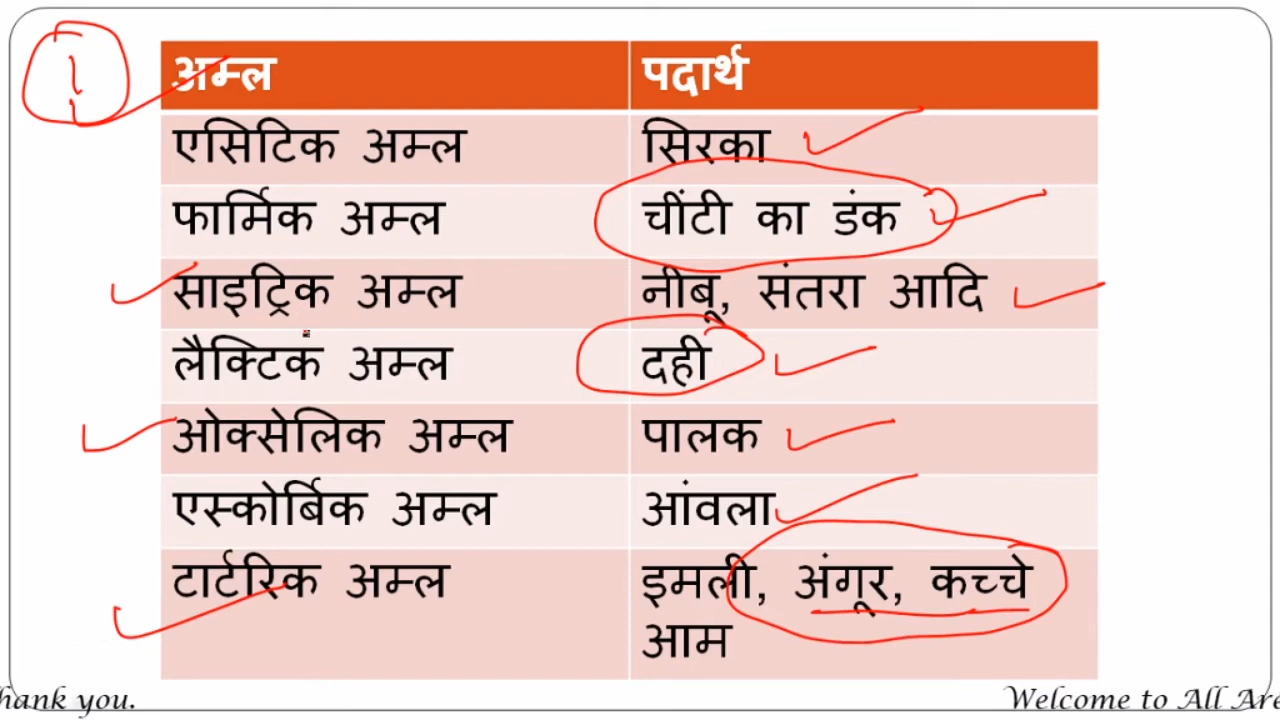 1
अम्ल पदार्थ
एसिटिक अम्ल सिरका
फार्मिक अम्ल चींटी का डंक
साइट्रिक अम्ल नीबू, संतरा आदि
लैक्टिक अम्ल दही
ओक्सेलिक अम्ल पालक
एस्कोर्बिक अम्ल आंवला
टार्टरिक अम्ल इमली, अंगूर, कच्चे
आम
hank you. Welcome to All Are